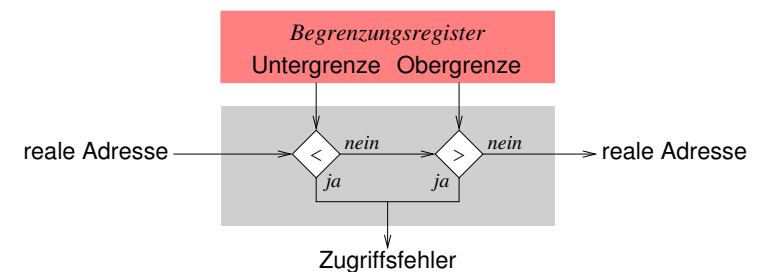 Begrenzungsregister
Untergrenze Obergrenze
reale Adresse < nein > nein reale Adresse
ja ja
Zugriffsfehler